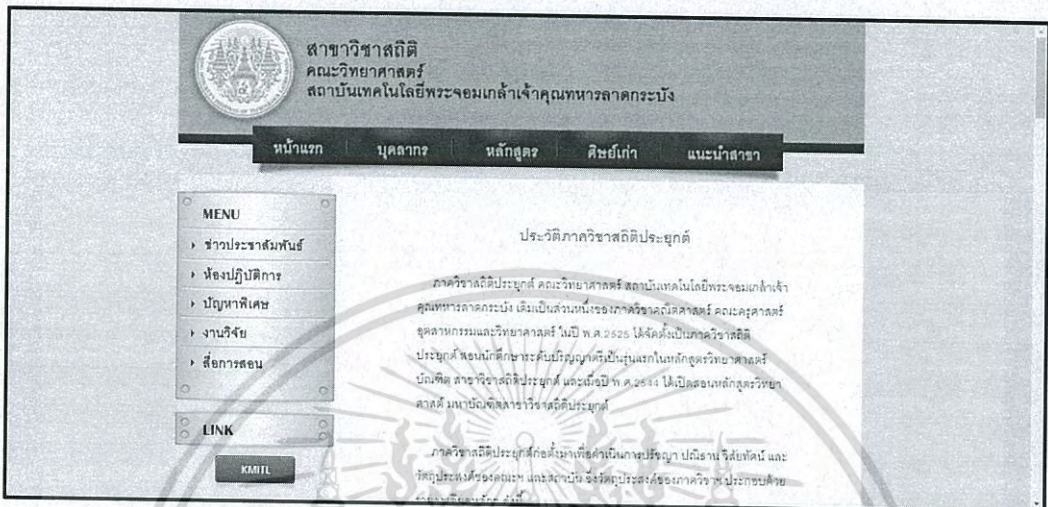 สาขาวิชาสถิติ
คณะวิทยาศาสตร์
สถาบันเทคโนโลยีพระจอมเกล้าเจ้าคุณทหารลาดกระบัง
หน้าแรก บุคลากร หลักสูตร ศิษย์เก่า แนะนำสาขา
MENU
ข่าวประชาสัมพันธ์
ห้องปฏิบัติการ
ปัญหาพิเศษ
งานวิจัย
สื่อการสอน
LINK
KMITL
ประวัติภาควิชาสถิติประยุกต์
ภาควิชาสถิติประยุกต์ คณะวิทยาศาสตร์ สถาบันเทคโนโลยีพระจอมเกล้าเจ้า
คุณทหารลาดกระบัง เดิมเป็นส่วนหนึ่งของภาควิชาคณิตศาสตร์ คณะครุศาสตร์
อุตสาหกรรมและวิทยาศาสตร์ ในปี พ.ศ.2525 ได้จัดตั้งเป็นภาควิชาสถิติ
ประยุกต์ สอนนักศึกษาระดับปริญญาตรีเป็นรุ่นแรกในหลักสูตรวิทยาศาสตร์
บัณฑิต สาขาวิชาสถิติประยุกต์ และเมื่อปี พ.ศ.2544 ได้เปิดสอนหลักสูตรวิทยา
ศาสต์ มหาบัณฑิตสาขาวิชาสถิติประยุกต์
ภาควิชาสถิติประยุกต์ก่อตั้งมาเพื่อดำเนินการปรัชญา ปณิธาน วิสัยทัศน์ และ
วัตถุประสงค์ของคณะฯ และสถาบัน ซึ่งวัตถุประสงค์ของภาควิชาฯ ประกอบด้วย